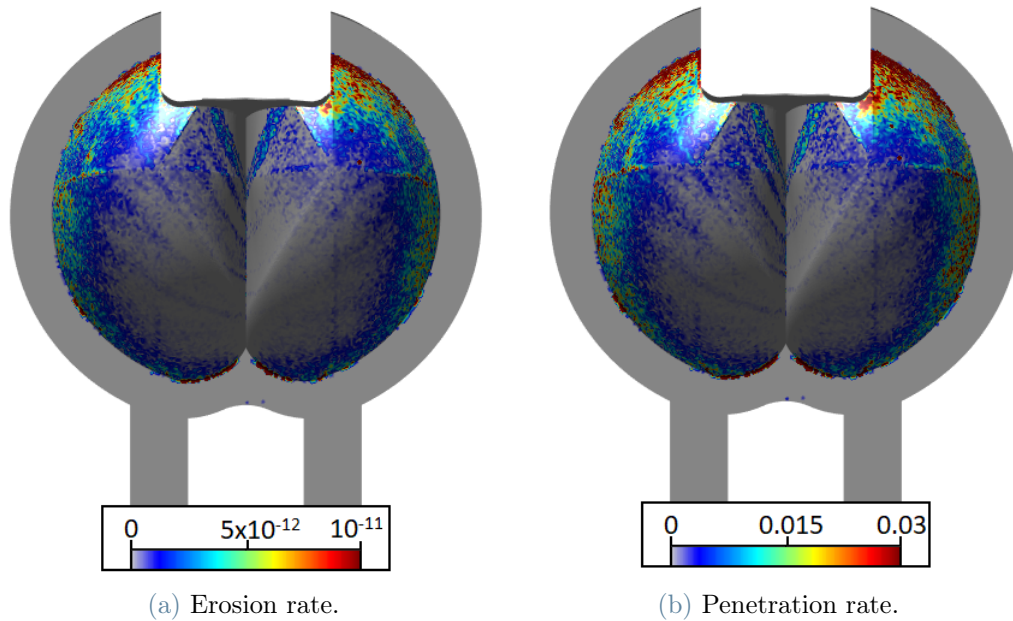 0 5x10⁻¹² 10⁻¹¹
0 0.015 0.03
(a) Erosion rate.
(b) Penetration rate.